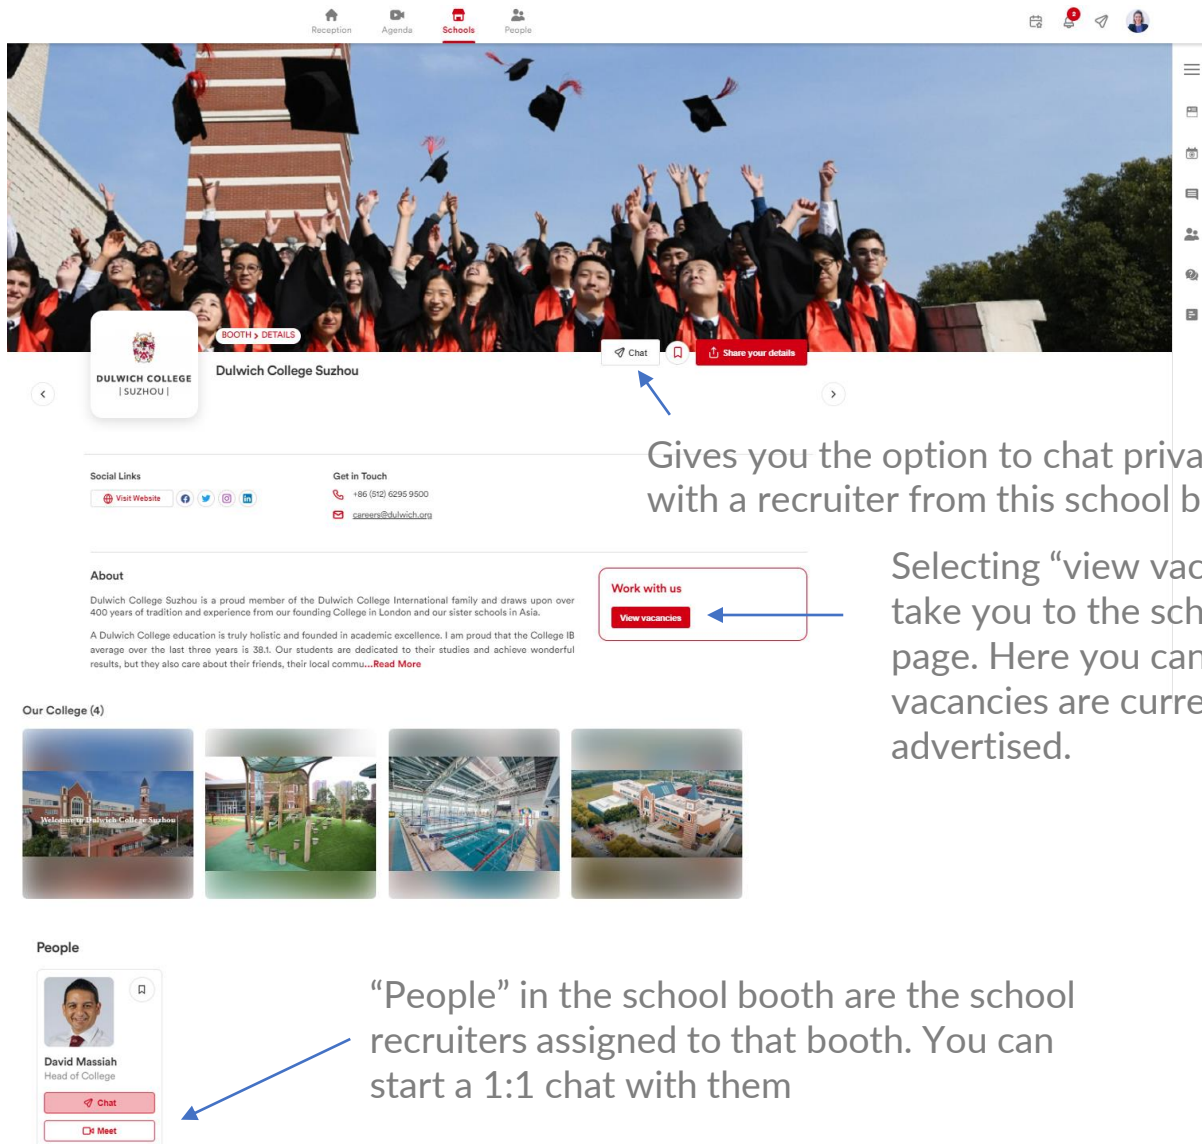 Reception Agenda Schools People
BOOTH > DETAILS
DULWICH COLLEGE
| SUZHOU |
Dulwich College Suzhou
Chat
Share your details
Gives you the option to chat priva
with a recruiter from this school b
Social Links
Visit Website
Get in Touch
+86 (512) 6295 9500
careers@dulwich.org
Selecting “view vac
take you to the sch
page. Here you can
vacancies are curre
advertised.
About
Dulwich College Suzhou is a proud member of the Dulwich College International family and draws upon over
400 years of tradition and experience from our founding College in London and our sister schools in Asia.
A Dulwich College education is truly holistic and founded in academic excellence. I am proud that the College IB
average over the last three years is 38.1. Our students are dedicated to their studies and achieve wonderful
results, but they also care about their friends, their local commu...Read More
Work with us
View vacancies
Our College (4)
Welcome to Dulwich College Suzhou
People
David Massiah
Head of College
Chat
Meet
“People” in the school booth are the school
recruiters assigned to that booth. You can
start a 1:1 chat with them